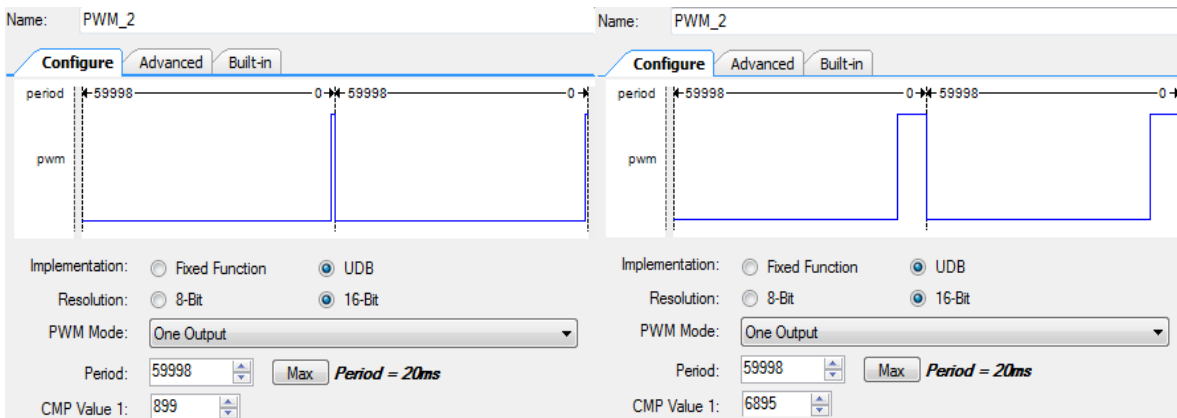 Name: PWM_2
Configure Advanced Built-in
period 59998 0 59998 0
pwm
Implementation: Fixed Function UDB
Resolution: 8-Bit 16-Bit
PWM Mode: One Output
Period: 59998 Max Period = 20ms
CMP Value 1: 899
Name: PWM_2
Configure Advanced Built-in
period 59998 0 59998 0
pwm
Implementation: Fixed Function UDB
Resolution: 8-Bit 16-Bit
PWM Mode: One Output
Period: 59998 Max Period = 20ms
CMP Value 1: 6895